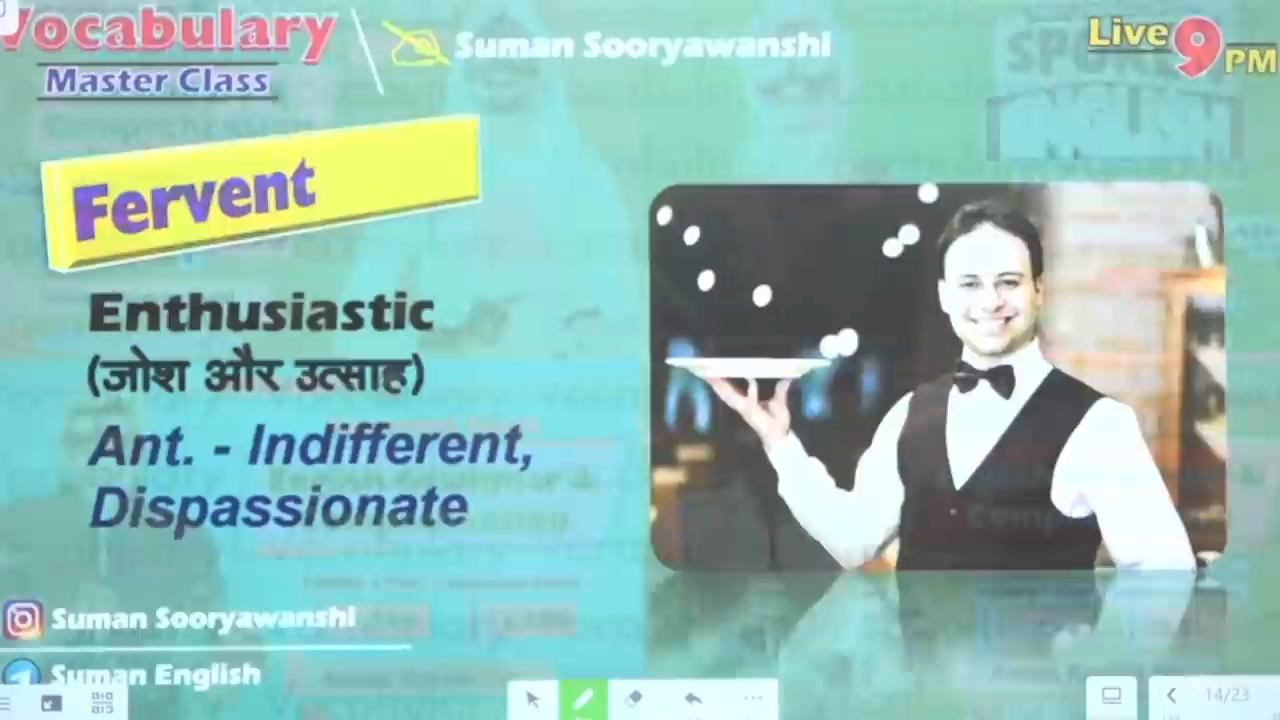 Vocabulary
Master Class
Suman Sooryawanshi
Live 9 PM
Fervent
Enthusiastic
(जोश और उत्साह)
Ant. - Indifferent,
Dispassionate
Suman Sooryawanshi
Suman English
14/23